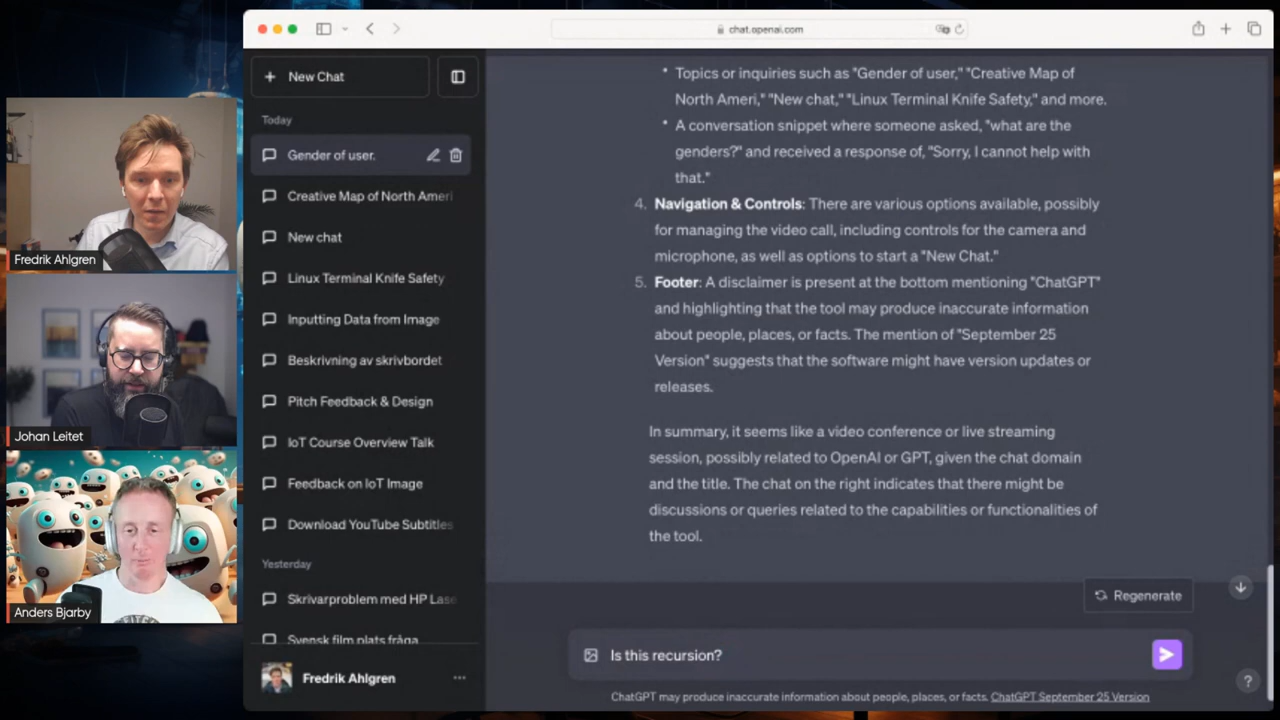 Fredrik Ahlgren
Johan Leitet
Anders Bjarby
chat.openai.com
New Chat
Today
Gender of user.
Creative Map of North Ameri
New chat
Linux Terminal Knife Safety
Inputting Data from Image
Beskrivning av skrivbordet
Pitch Feedback & Design
IoT Course Overview Talk
Feedback on IoT Image
Download YouTube Subtitles
Yesterday
Skrivarproblem med HP Lase
Svensk film plats fråga
Fredrik Ahlgren
• Topics or inquiries such as "Gender of user," "Creative Map of
North Ameri," "New chat," "Linux Terminal Knife Safety," and more.
• A conversation snippet where someone asked, "what are the
genders?" and received a response of, "Sorry, I cannot help with
that."
4. Navigation & Controls: There are various options available, possibly
for managing the video call, including controls for the camera and
microphone, as well as options to start a "New Chat."
5. Footer: A disclaimer is present at the bottom mentioning "ChatGPT"
and highlighting that the tool may produce inaccurate information
about people, places, or facts. The mention of "September 25
Version" suggests that the software might have version updates or
releases.
In summary, it seems like a video conference or live streaming
session, possibly related to OpenAI or GPT, given the chat domain
and the title. The chat on the right indicates that there might be
discussions or queries related to the capabilities or functionalities of
the tool.
Regenerate
Is this recursion?
ChatGPT may produce inaccurate information about people, places, or facts. ChatGPT September 25 Version
?